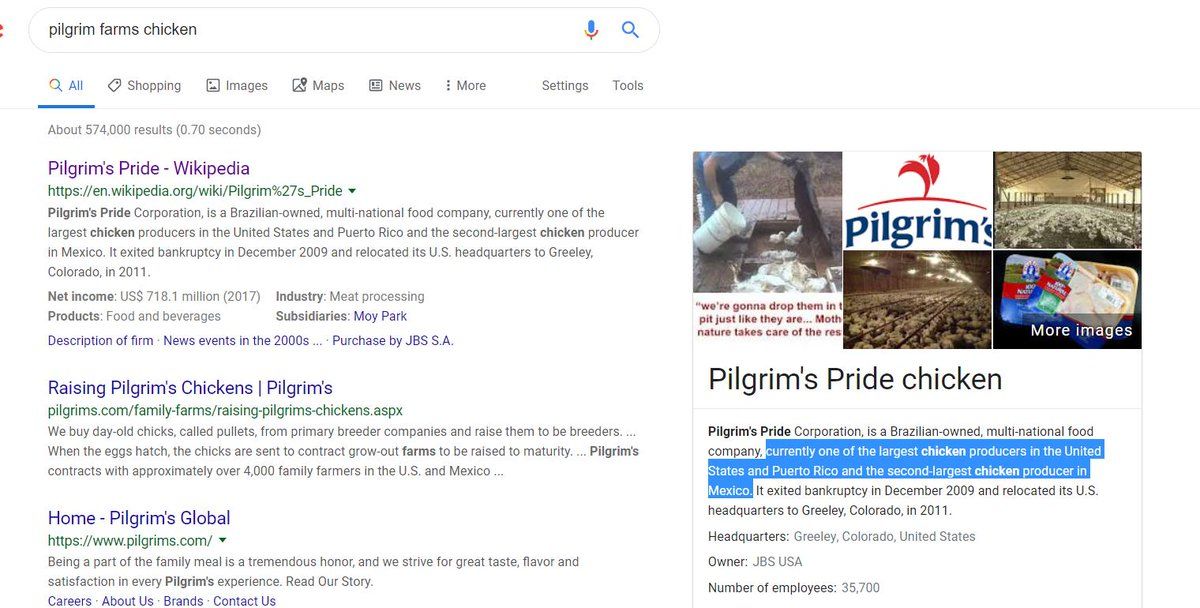 pilgrim farms chicken
All Shopping Images Maps News More Settings Tools
About 574,000 results (0.70 seconds)
Pilgrim's Pride - Wikipedia
https://en.wikipedia.org/wiki/Pilgrim%27s_Pride
Pilgrim's Pride Corporation, is a Brazilian-owned, multi-national food company, currently one of the
largest chicken producers in the United States and Puerto Rico and the second-largest chicken producer
in Mexico. It exited bankruptcy in December 2009 and relocated its U.S. headquarters to Greeley,
Colorado, in 2011.
Net income: US$ 718.1 million (2017) Industry: Meat processing
Products: Food and beverages Subsidiaries: Moy Park
Description of firm · News events in the 2000s ... · Purchase by JBS S.A.
Raising Pilgrim's Chickens | Pilgrim's
pilgrims.com/family-farms/raising-pilgrims-chickens.aspx
We buy day-old chicks, called pullets, from primary breeder companies and raise them to be breeders. ...
When the eggs hatch, the chicks are sent to contract grow-out farms to be raised to maturity. ... Pilgrim's
contracts with approximately over 4,000 family farmers in the U.S. and Mexico ...
Home - Pilgrim's Global
https://www.pilgrims.com/
Being a part of the family meal is a tremendous honor, and we strive for great taste, flavor and
satisfaction in every Pilgrim's experience. Read Our Story.
Careers · About Us · Brands · Contact Us
Pilgrim's
"we're gonna drop them in t
pit just like they are... Moth
nature takes care of the res
More images
Pilgrim's Pride chicken
Pilgrim's Pride Corporation, is a Brazilian-owned, multi-national food
company, currently one of the largest chicken producers in the United
States and Puerto Rico and the second-largest chicken producer in
Mexico. It exited bankruptcy in December 2009 and relocated its U.S.
headquarters to Greeley, Colorado, in 2011.
Headquarters: Greeley, Colorado, United States
Owner: JBS USA
Number of employees: 35,700